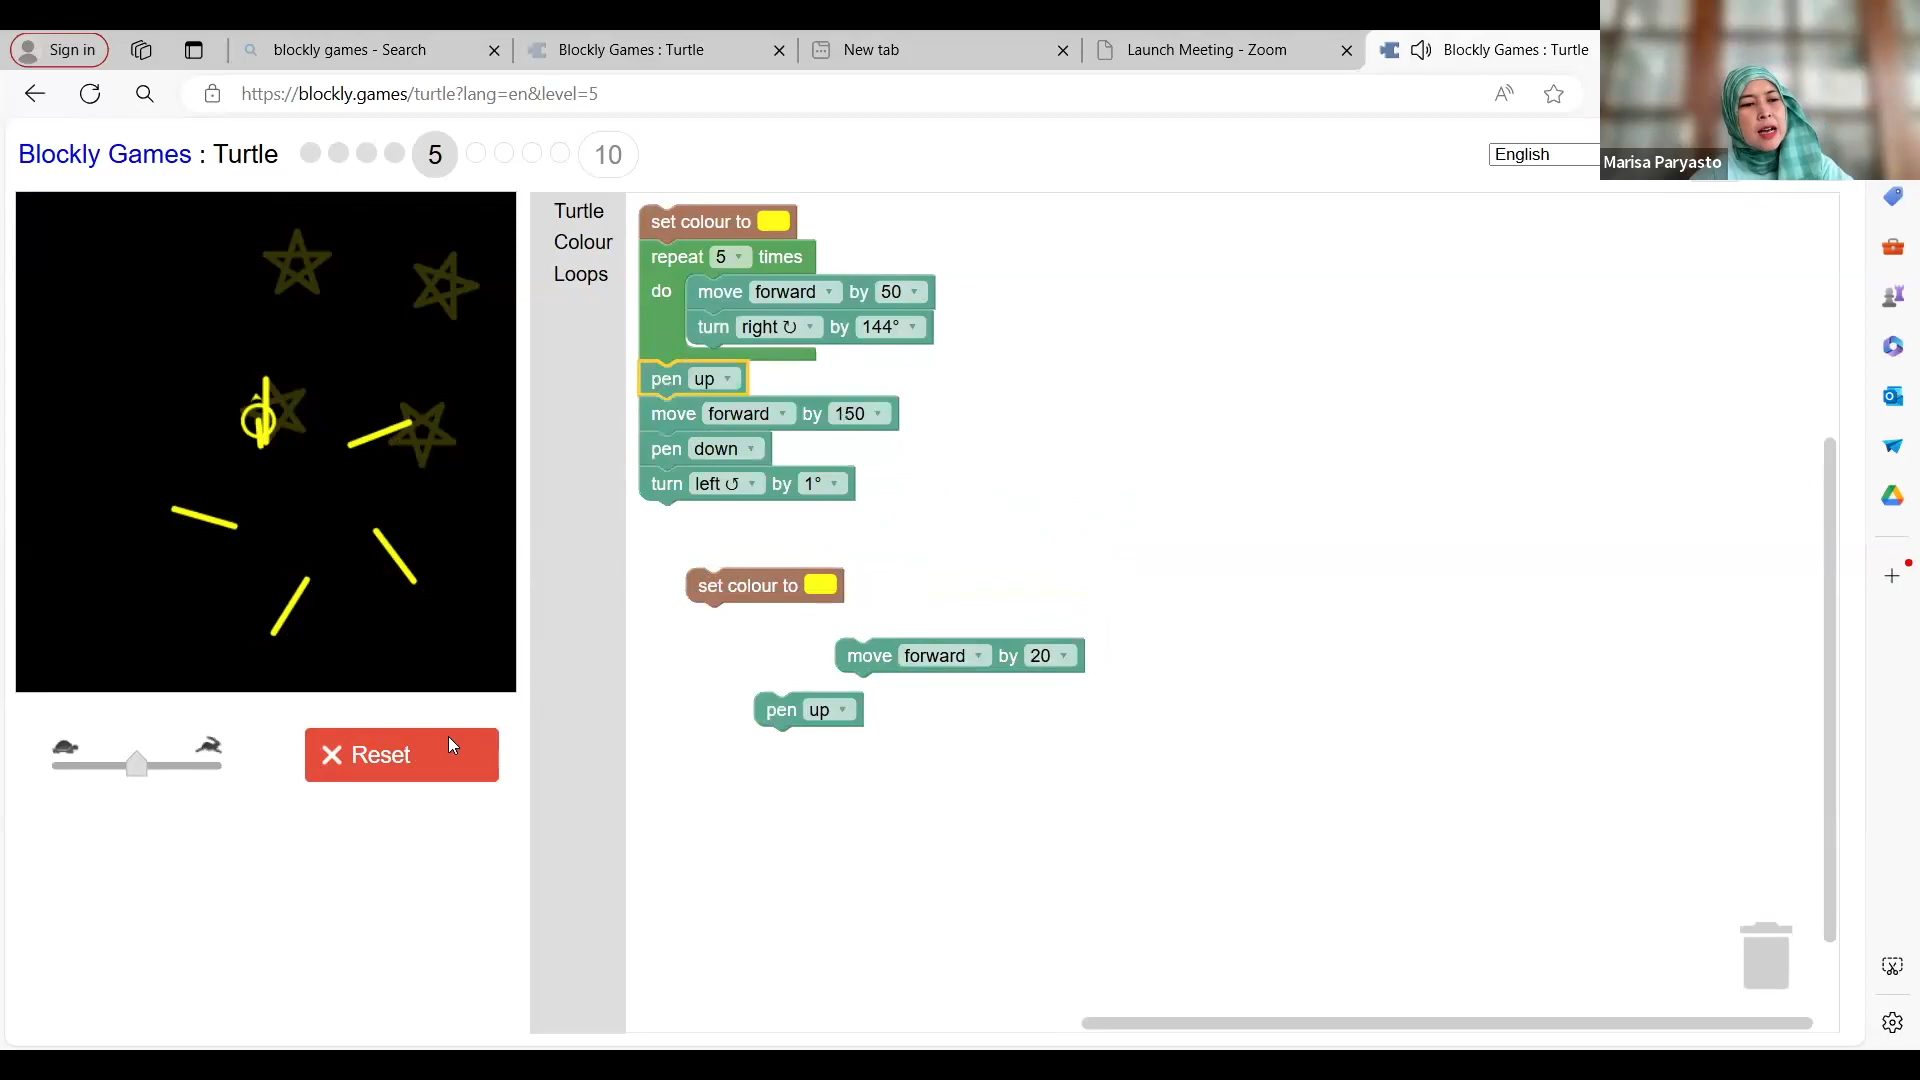 Sign in
blockly games - Search
Blockly Games : Turtle
New tab
Launch Meeting - Zoom
Blockly Games : Turtle
https://blockly.games/turtle?lang=en&level=5
Marisa Paryasto
Blockly Games : Turtle
5
10
English
Turtle
Colour
Loops
set colour to
repeat 5 times
do
move forward by 50
turn right ↻ by 144°
pen up
move forward by 150
pen down
turn left ↺ by 1°
set colour to
move forward by 20
pen up
Reset